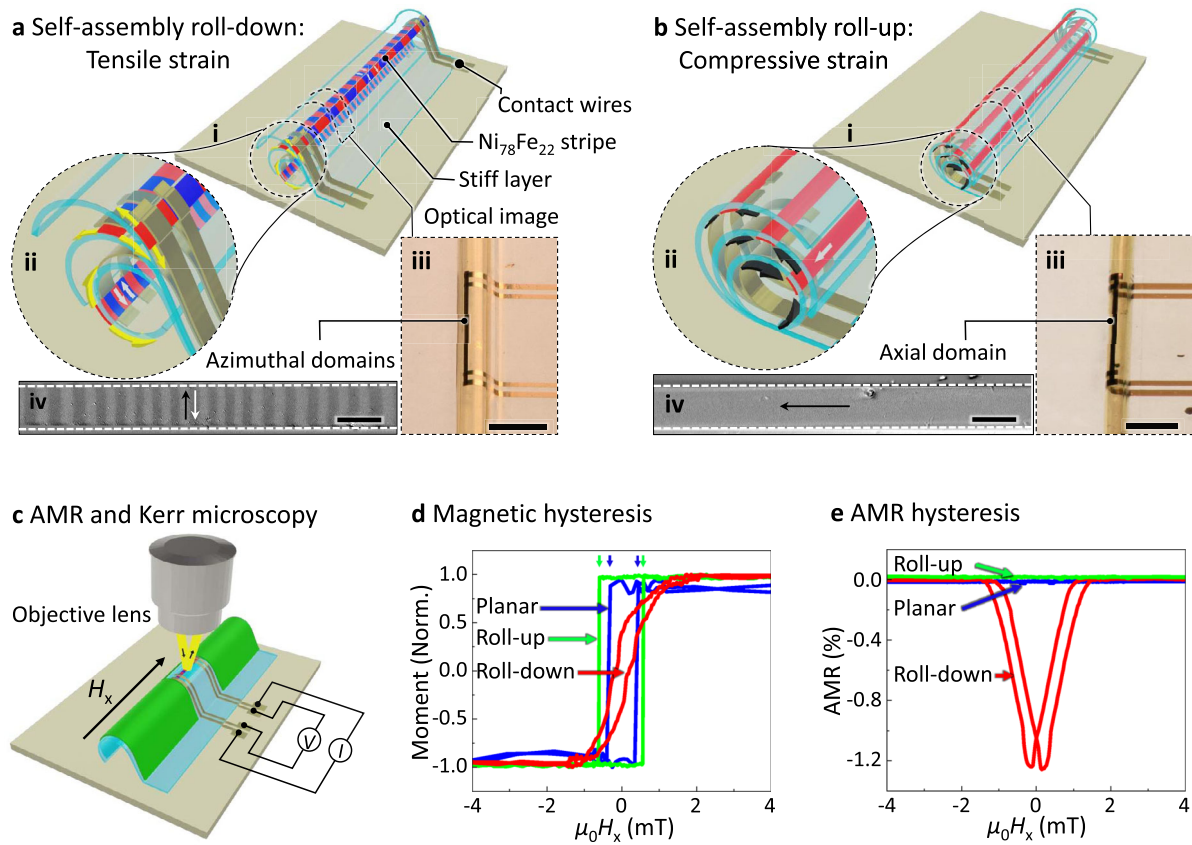 a Self-assembly roll-down:
Tensile strain
i
Contact wires
Ni78Fe22 stripe
Stiff layer
Optical image
ii
iii
Azimuthal domains
iv
b Self-assembly roll-up:
Compressive strain
i
ii
iii
Axial domain
iv
c AMR and Kerr microscopy
Objective lens
Hx
V
I
d Magnetic hysteresis
Moment (Norm.)
1.0
0.5
0.0
-0.5
-1.0
Planar
Roll-up
Roll-down
-4 -2 0 2 4
μ0Hx (mT)
e AMR hysteresis
AMR (%)
0.0
-0.4
-0.8
-1.2
Roll-up
Planar
Roll-down
-4 -2 0 2 4
μ0Hx (mT)